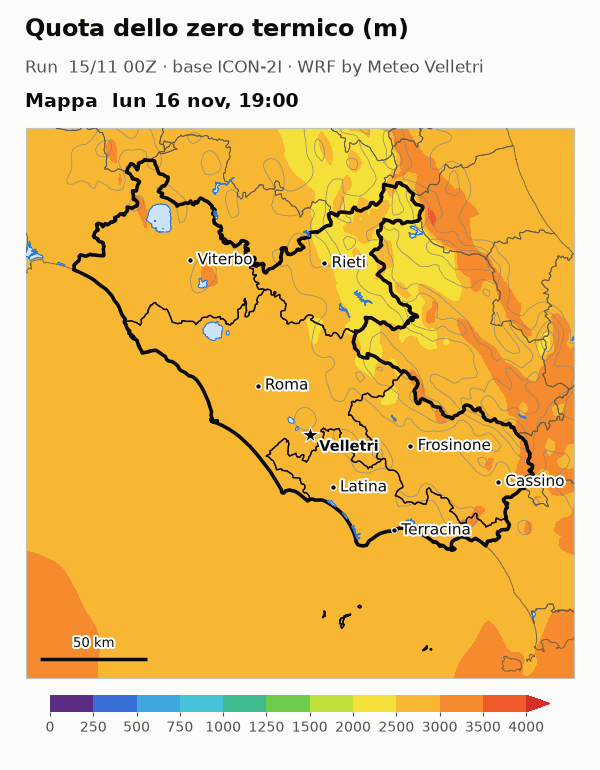 Quota dello zero termico (m)
Run  15/11 00Z · base ICON-2I · WRF by Meteo Velletri
Mappa  lun 16 nov, 19:00
Viterbo
Rieti
Roma
Velletri
Frosinone
Latina
Cassino
Terracina
50 km
0 250 500 750 1000 1250 1500 2000 2500 3000 3500 4000